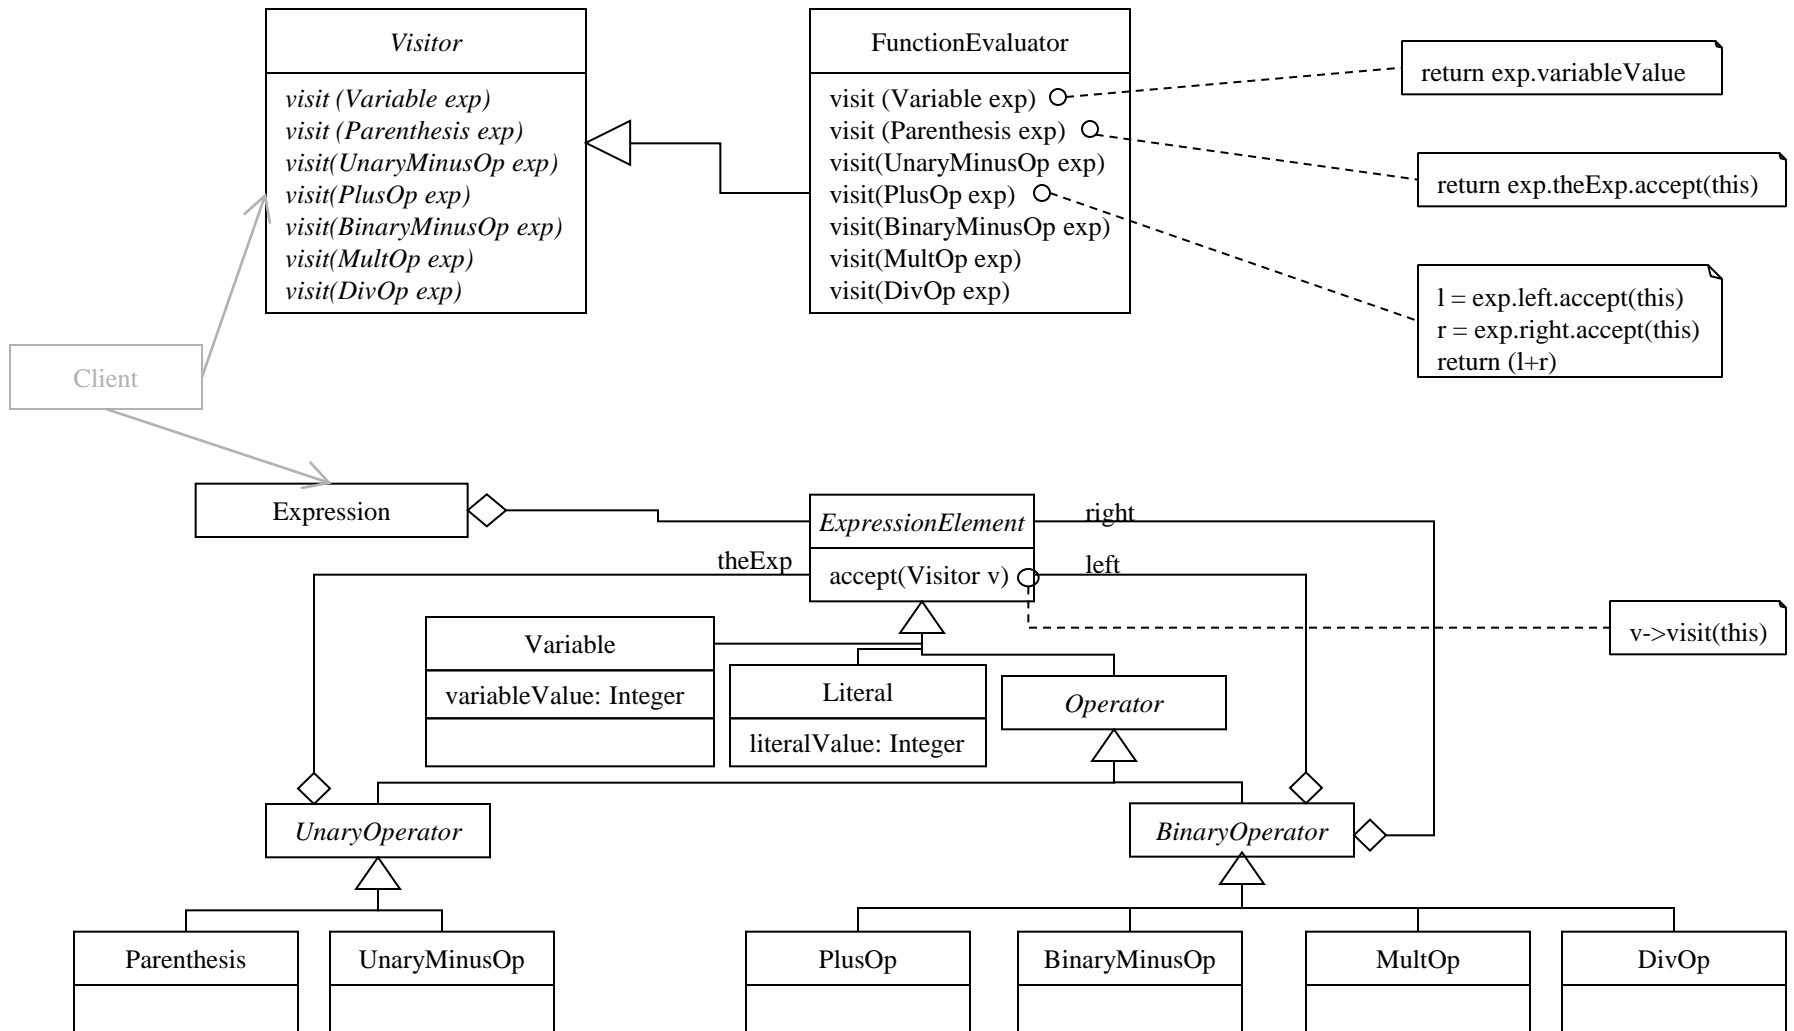 Visitor
visit (Variable exp)
visit (Parenthesis exp)
visit(UnaryMinusOp exp)
visit(PlusOp exp)
visit(BinaryMinusOp exp)
visit(MultOp exp)
visit(DivOp exp)
FunctionEvaluator
visit (Variable exp)
visit (Parenthesis exp)
visit(UnaryMinusOp exp)
visit(PlusOp exp)
visit(BinaryMinusOp exp)
visit(MultOp exp)
visit(DivOp exp)
return exp.variableValue
return exp.theExp.accept(this)
l = exp.left.accept(this)
r = exp.right.accept(this)
return (l+r)
Client
Expression
ExpressionElement
accept(Visitor v)
right
theExp
left
v->visit(this)
Variable
variableValue: Integer
Literal
literalValue: Integer
Operator
UnaryOperator
BinaryOperator
Parenthesis
UnaryMinusOp
PlusOp
BinaryMinusOp
MultOp
DivOp